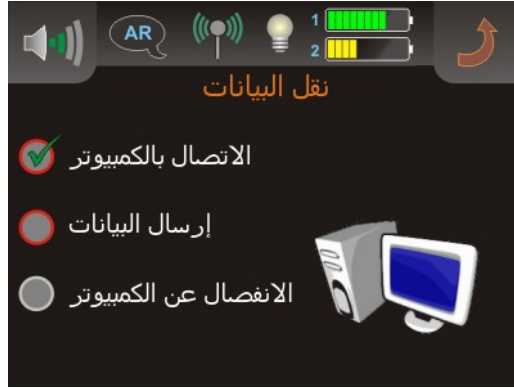 AR
1
2
نقل البيانات
الاتصال بالكمبيوتر
إرسال البيانات
الانفصال عن الكمبيوتر